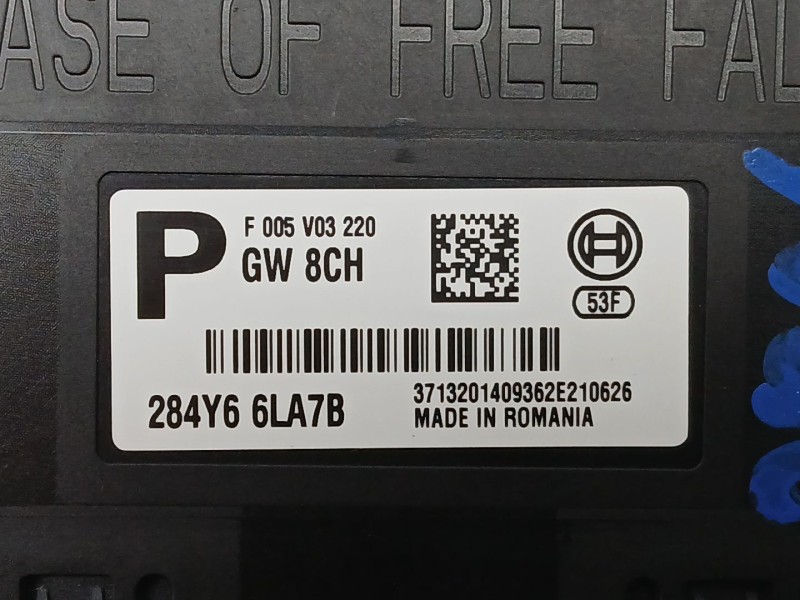 ASE OF FREE FAL
P
F 005 V03 220
GW 8CH
53F
284Y6 6LA7B
3713201409362E210626
MADE IN ROMANIA